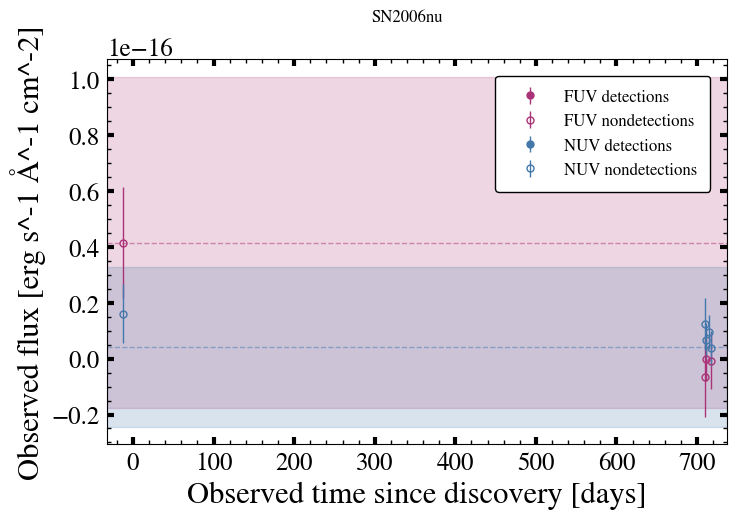 SN2006nu
1e−16
Observed flux [erg s^-1 Å^-1 cm^-2]
1.0
0.8
0.6
0.4
0.2
0.0
−0.2
FUV detections
FUV nondetections
NUV detections
NUV nondetections
0 100 200 300 400 500 600 700
Observed time since discovery [days]